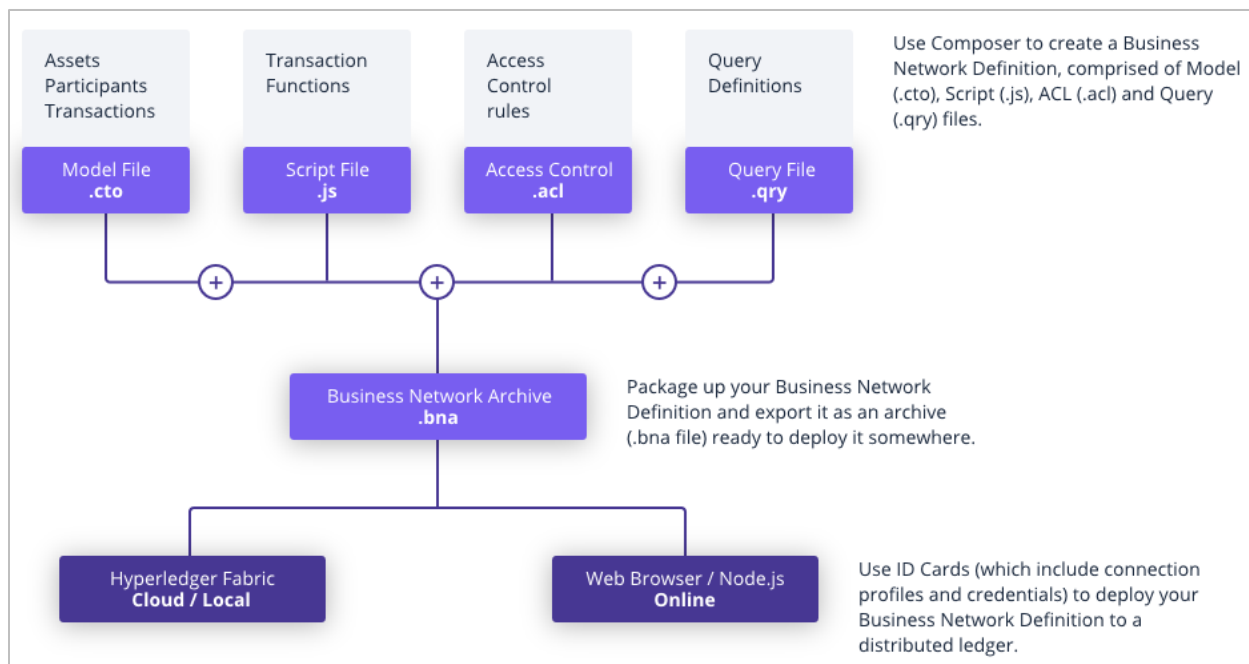 Assets
Participants
Transactions
Transaction
Functions
Access
Control
rules
Query
Definitions
Use Composer to create a Business
Network Definition, comprised of Model
(.cto), Script (.js), ACL (.acl) and Query
(.qry) files.
Model File
.cto
Script File
.js
Access Control
.acl
Query File
.qry
+
+
+
Business Network Archive
.bna
Package up your Business Network
Definition and export it as an archive
(.bna file) ready to deploy it somewhere.
Hyperledger Fabric
Cloud / Local
Web Browser / Node.js
Online
Use ID Cards (which include connection
profiles and credentials) to deploy your
Business Network Definition to a
distributed ledger.